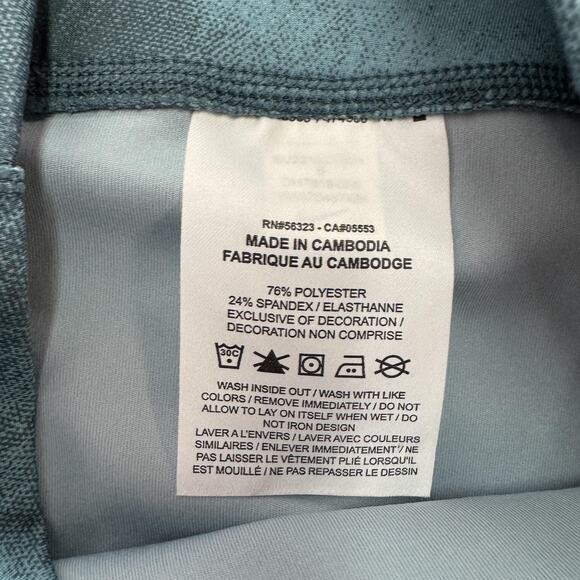 RN#56323 - CA#05553
MADE IN CAMBODIA
FABRIQUE AU CAMBODGE
76% POLYESTER
24% SPANDEX / ELASTHANNE
EXCLUSIVE OF DECORATION /
DECORATION NON COMPRISE
30C
WASH INSIDE OUT / WASH WITH LIKE
COLORS / REMOVE IMMEDIATELY / DO NOT
ALLOW TO LAY ON ITSELF WHEN WET / DO
NOT IRON DESIGN
LAVER A L'ENVERS / LAVER AVEC COULEURS
SIMILAIRES / ENLEVER IMMEDIATEMENT / NE
PAS LAISSER LE VÊTEMENT PLIÉ LORSQU'IL
EST MOUILLÉ / NE PAS REPASSER LE DESSIN